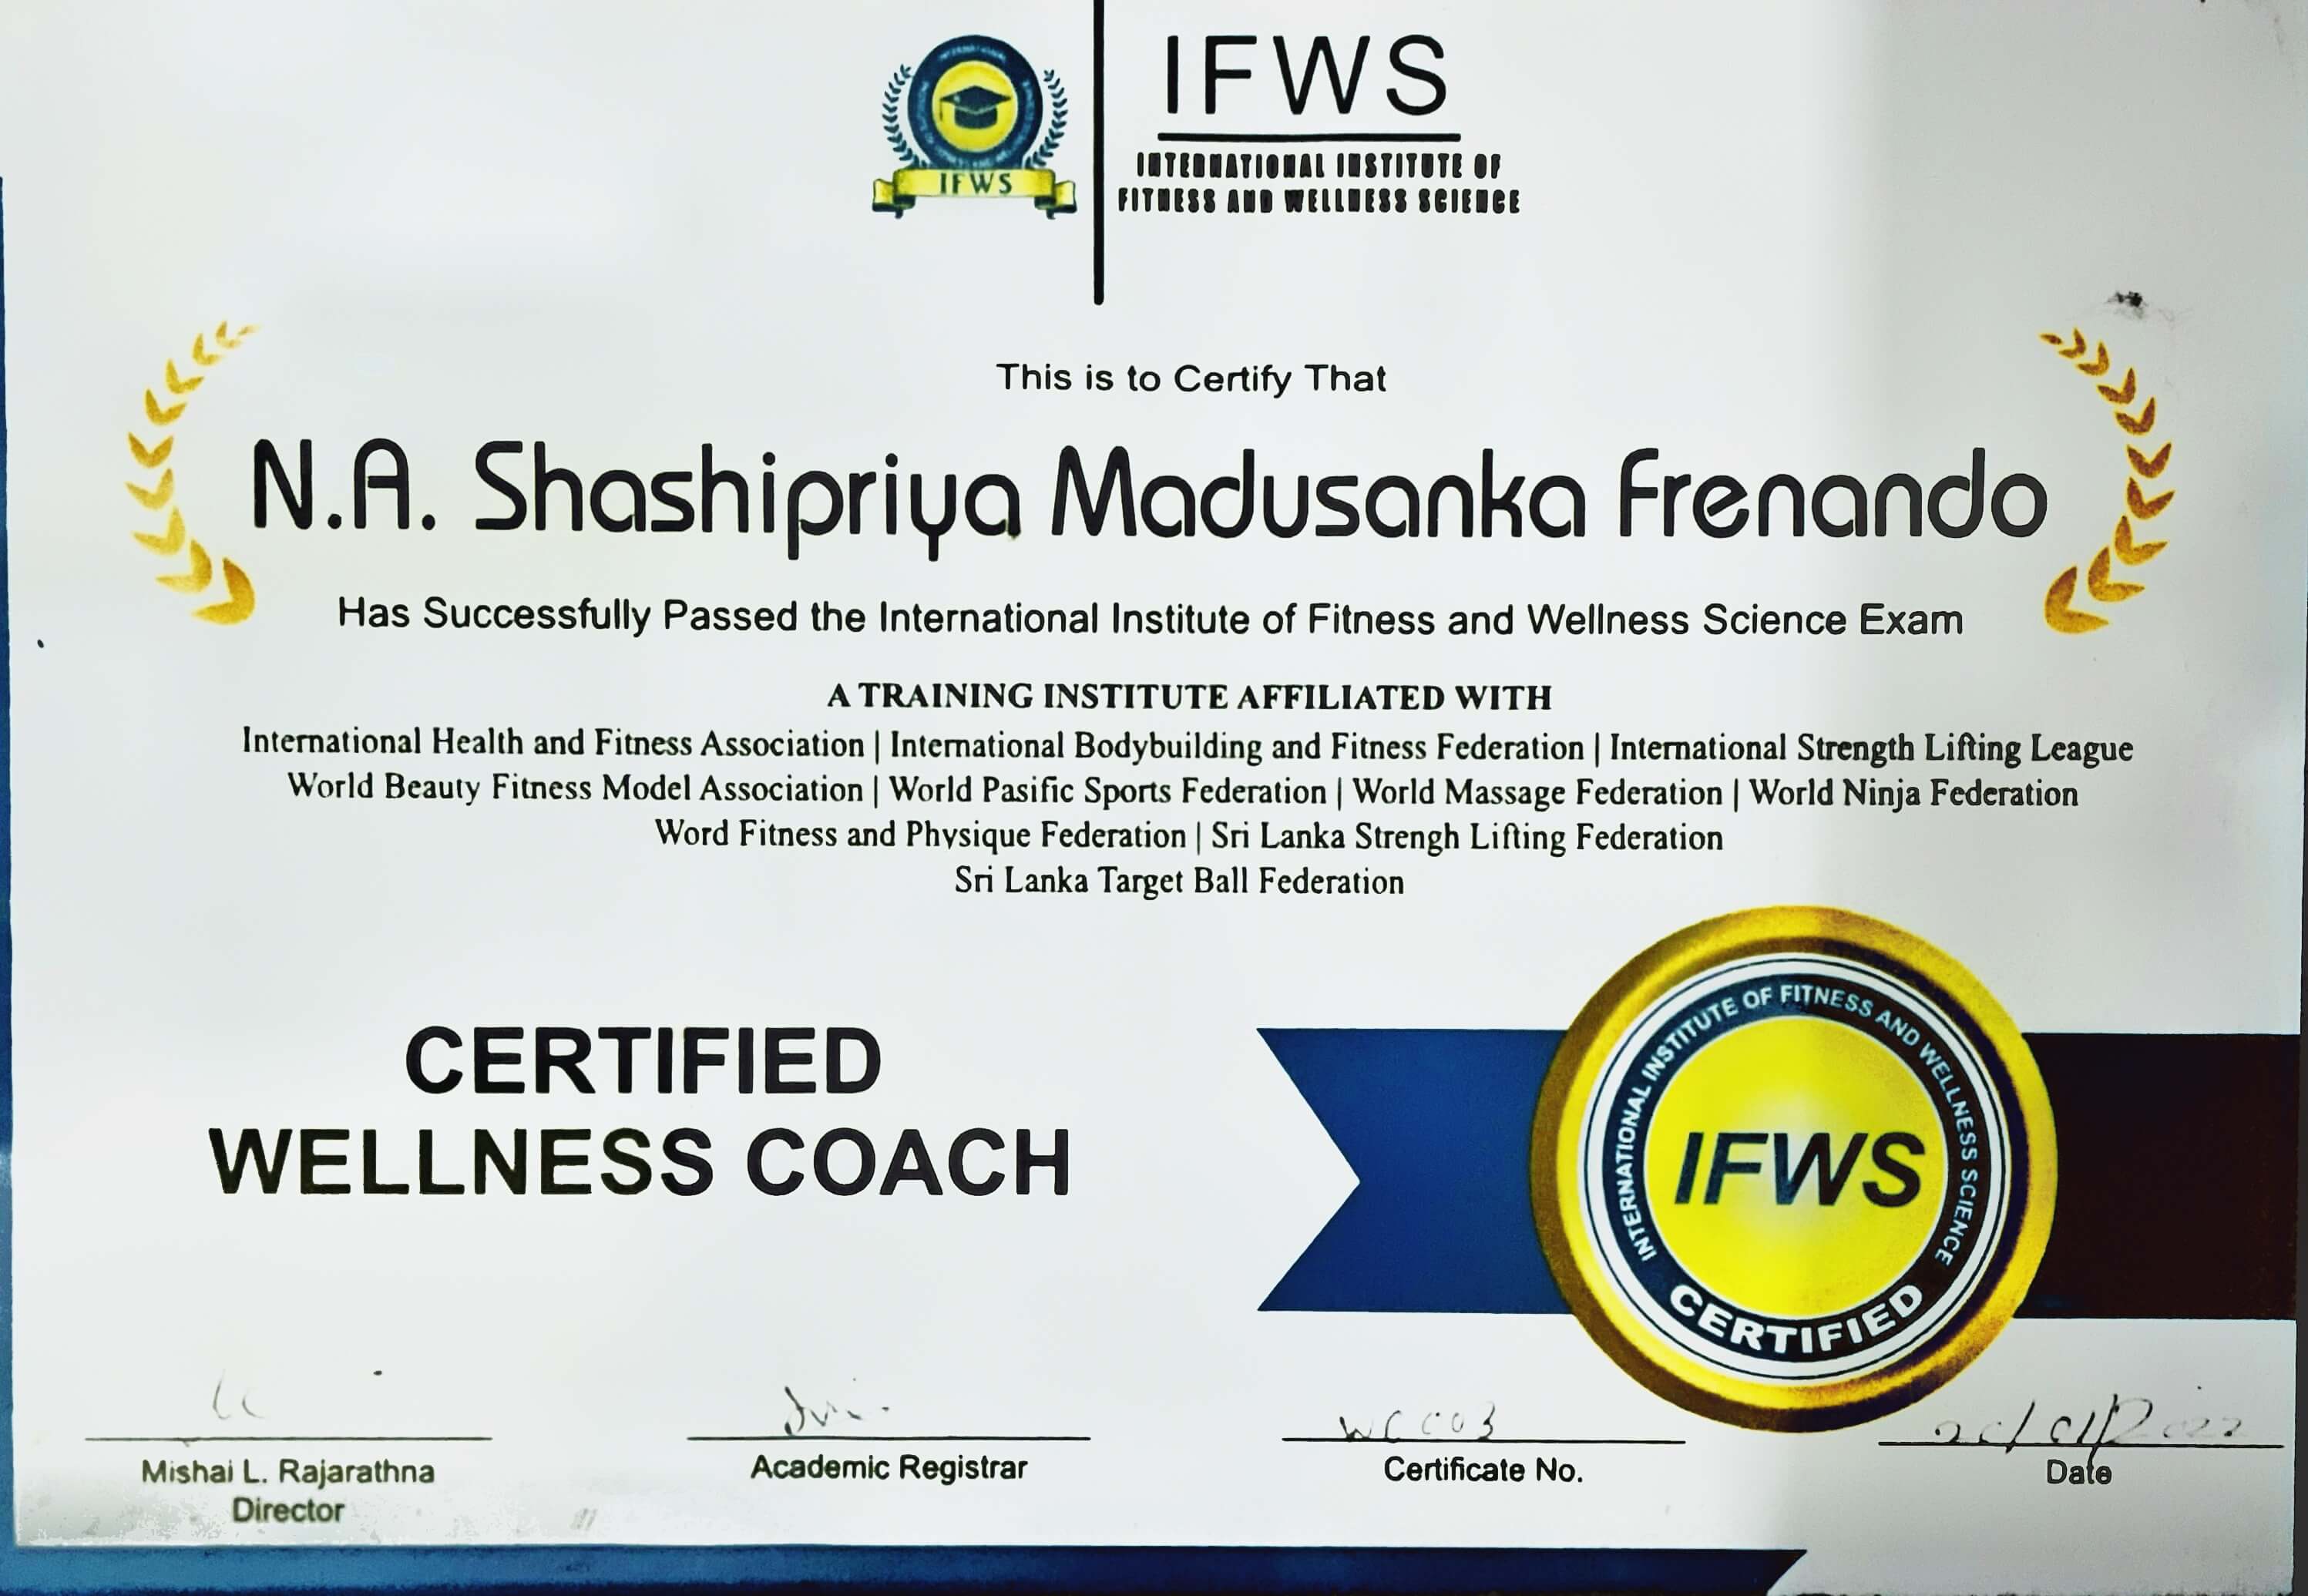 IFWS
IFWS
INTERNATIONAL INSTITUTE OF
FITNESS AND WELLNESS SCIENCE
This is to Certify That
N.A. Shashipriya Madusanka Frenando
Has Successfully Passed the International Institute of Fitness and Wellness Science Exam
A TRAINING INSTITUTE AFFILIATED WITH
International Health and Fitness Association | International Bodybuilding and Fitness Federation | International Strength Lifting League
World Beauty Fitness Model Association | World Pasific Sports Federation | World Massage Federation | World Ninja Federation
Word Fitness and Physique Federation | Sri Lanka Strengh Lifting Federation
Sri Lanka Target Ball Federation
CERTIFIED
WELLNESS COACH
INTERNATIONAL INSTITUTE OF FITNESS AND WELLNESS SCIENCE
IFWS
CERTIFIED
Mishai L. Rajarathna
Director
Academic Registrar
Certificate No.
Date